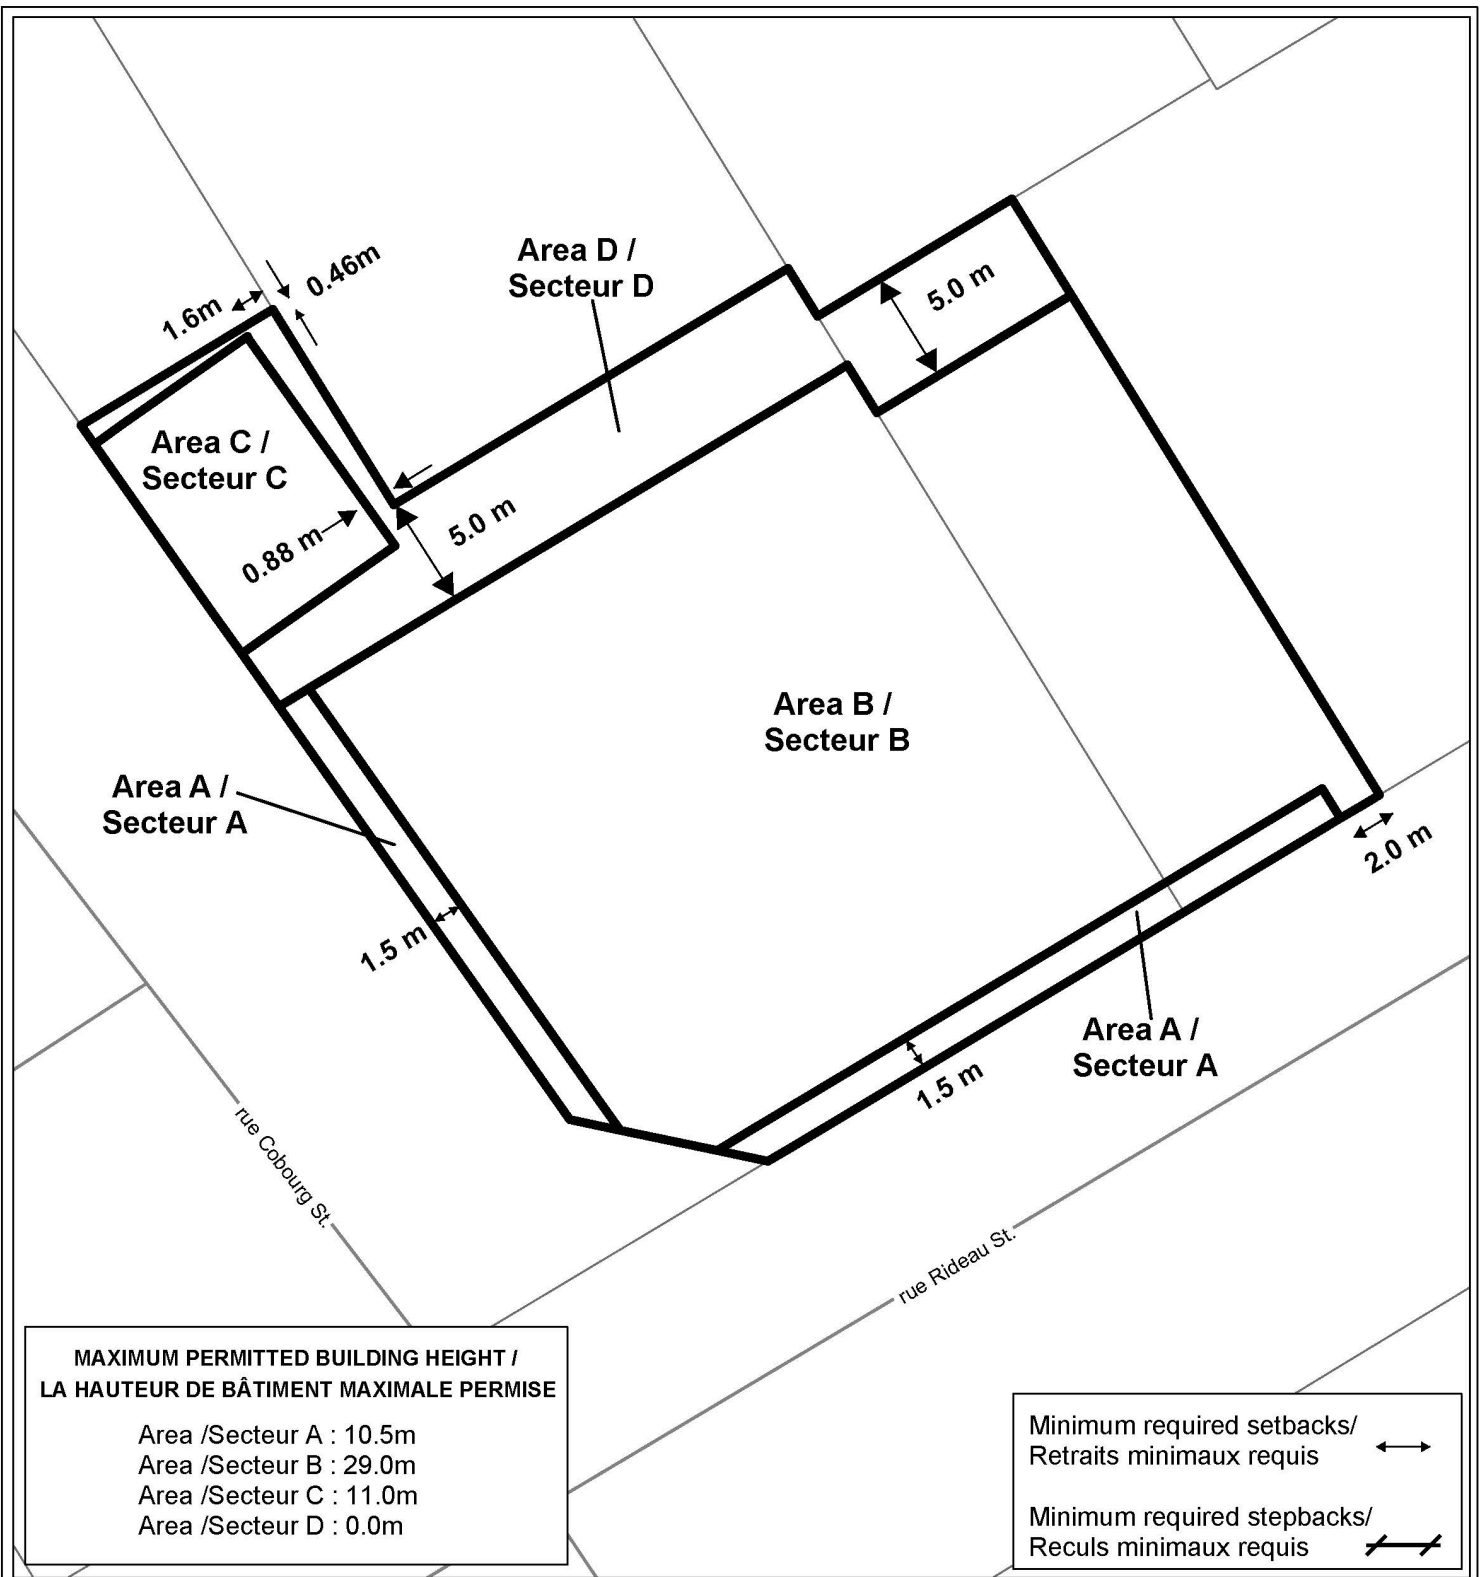 Area D /
Secteur D
0.46m
1.6m
5.0 m
Area C /
Secteur C
5.0 m
0.88 m
Area B /
Secteur B
Area A /
Secteur A
2.0 m
1.5 m
Area A /
Secteur A
1.5 m
rue Cobourg St.
rue Rideau St.
MAXIMUM PERMITTED BUILDING HEIGHT /
LA HAUTEUR DE BÂTIMENT MAXIMALE PERMISE
Area /Secteur A : 10.5m
Area /Secteur B : 29.0m
Area /Secteur C : 11.0m
Area /Secteur D : 0.0m
Minimum required setbacks/
Retraits minimaux requis
Minimum required stepbacks/
Reculs minimaux requis